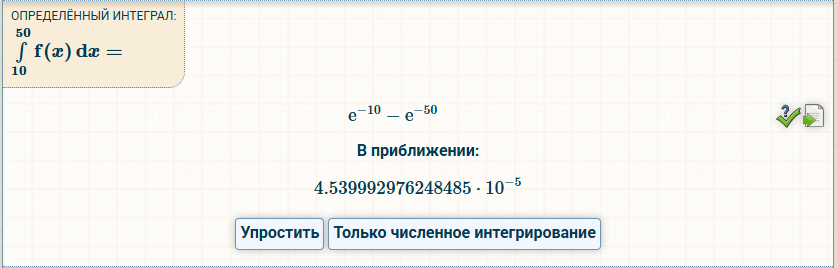 ОПРЕДЕЛЁННЫЙ ИНТЕГРАЛ:
50
∫ f(x) dx =
10
e⁻¹⁰ − e⁻⁵⁰
В приближении:
4.539992976248485 · 10⁻⁵
Упростить Только численное интегрирование